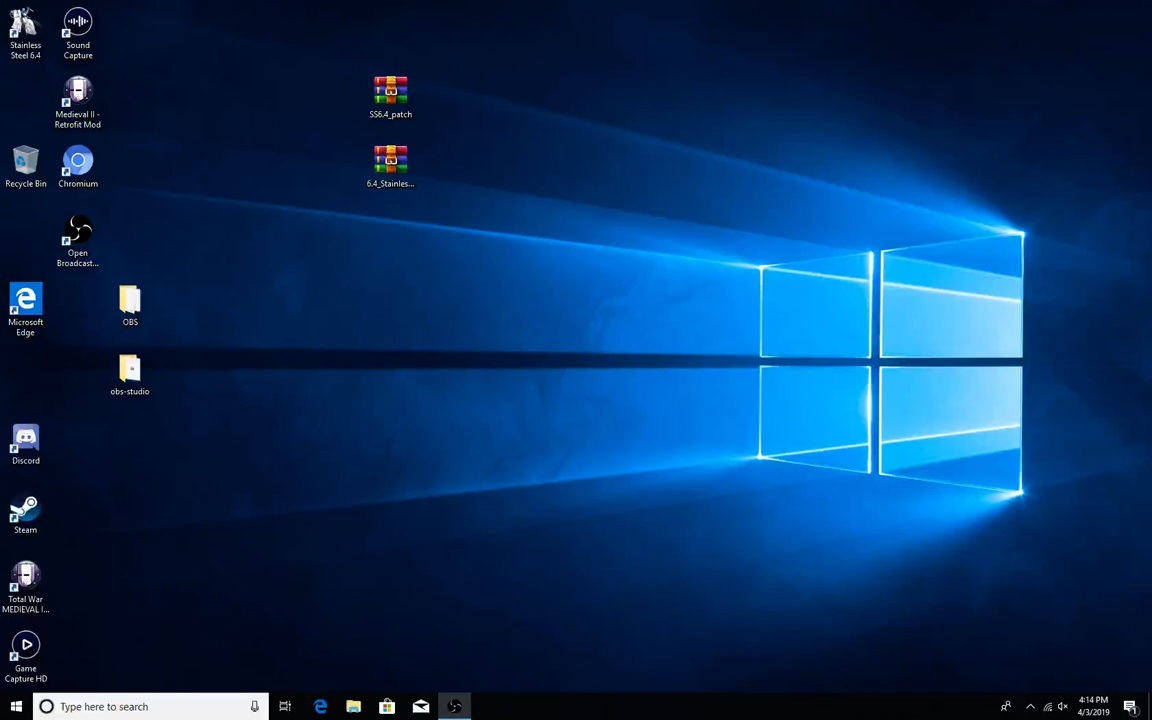 Stainless
Steel 6.4
Sound
Capture
Medieval II -
Retrofit Mod
Recycle Bin
Chromium
Open
Broadcast...
Microsoft
Edge
OBS
obs-studio
Discord
Steam
Total War
MEDIEVAL I...
Game
Capture HD
SS6.4_patch
6.4_Stainles...
Type here to search
4:14 PM
4/3/2019
1